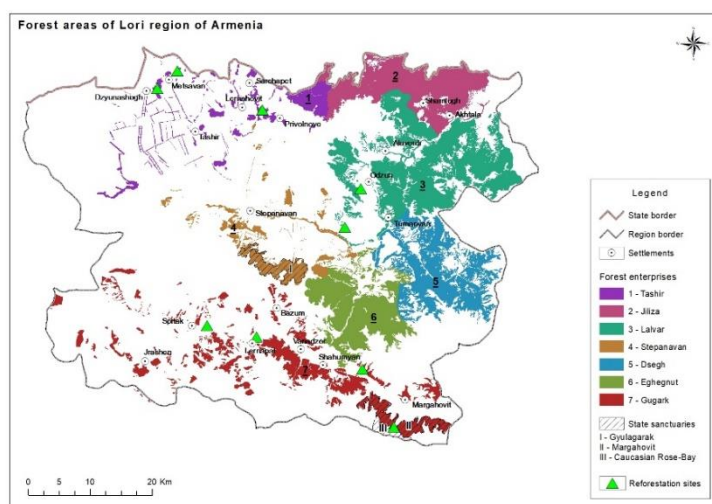 Forest areas of Lori region of Armenia
Metsavan
Sarchapet
Dzyunashogh
Lernahovit
Privolnoye
Tashir
1
2
Shamlugh
Akhtala
Alaverdi
Odzun
3
Stepanavan
4
Tumanyan
I
5
6
Spitak
Bazum
Jrashen
Lernapat
Vanadzor
Shahumyan
7
Margahovit
III
II
0 5 10 20 Km
Legend
State border
Region border
Settlements
Forest enterprises
1 - Tashir
2 - Jiliza
3 - Lalvar
4 - Stepanavan
5 - Dsegh
6 - Eghegnut
7 - Gugark
State sanctuaries
I - Gyulagarak
II - Margahovit
III - Caucasian Rose-Bay
Reforestation sites